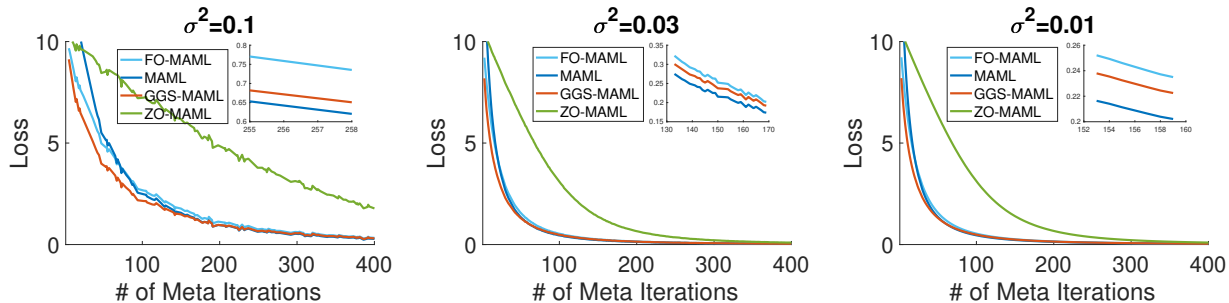 σ²=0.1
10
5
0
Loss
100
200
300
400
# of Meta Iterations
FO-MAML
MAML
GGS-MAML
ZO-MAML
0.8
0.7
0.6
0.5
255
256
257
258
σ²=0.03
10
5
0
Loss
100
200
300
400
# of Meta Iterations
FO-MAML
MAML
GGS-MAML
ZO-MAML
0.35
0.3
0.25
0.2
0.15
130
140
150
160
170
σ²=0.01
10
5
0
Loss
100
200
300
400
# of Meta Iterations
FO-MAML
MAML
GGS-MAML
ZO-MAML
0.26
0.24
0.22
0.2
152
154
156
158
160